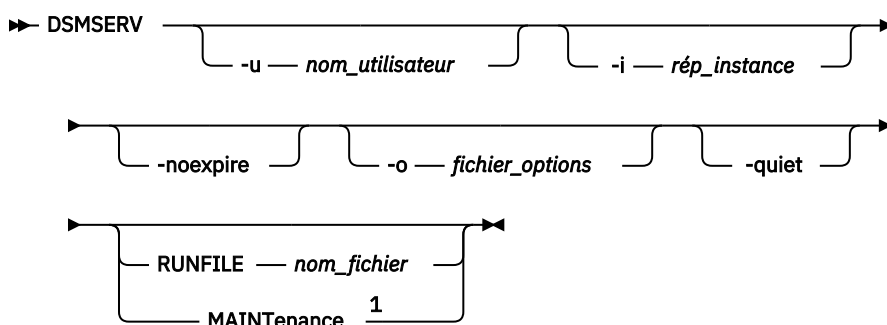 DSMSERV
-u nom_utilisateur -i rép_instance
-noexpire -o fichier_options -quiet
RUNFILE nom_fichier
MAINTenance 1